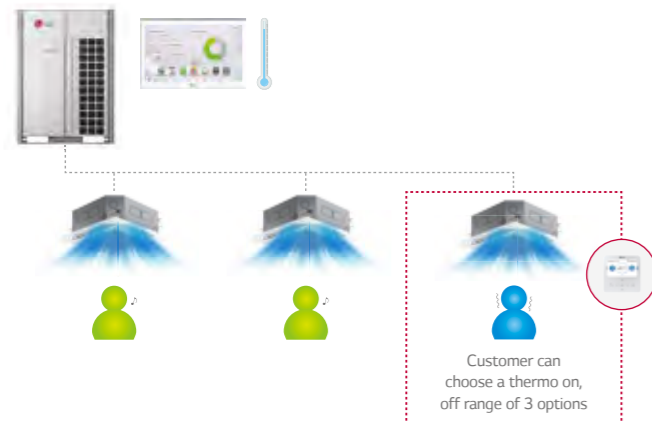 Customer can
choose a thermo on,
off range of 3 options